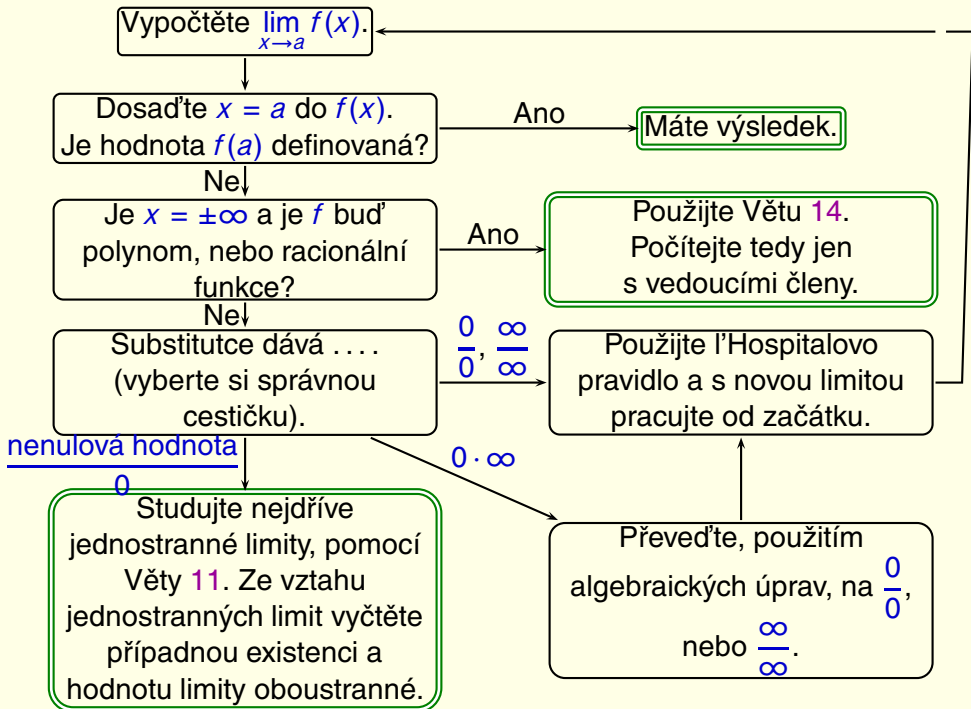 Vypočtěte lim f(x).
x→a
Dosaďte x = a do f(x).
Je hodnota f(a) definovaná?
Ano
Máte výsledek.
Ne
Je x = ±∞ a je f buď
polynom, nebo racionální
funkce?
Ano
Použijte Větu 14.
Počítejte tedy jen
s vedoucími členy.
Ne
Substitutce dává ....
(vyberte si správnou
cestičku).
0/0, ∞/∞
Použijte l'Hospitalovo
pravidlo a s novou limitou
pracujte od začátku.
nenulová hodnota
0
0 · ∞
Studujte nejdříve
jednostranné limity, pomocí
Věty 11. Ze vztahu
jednostranných limit vyčtěte
případnou existenci a
hodnotu limity oboustranné.
Převeďte, použitím
algebraických úprav, na 0/0,
nebo ∞/∞.